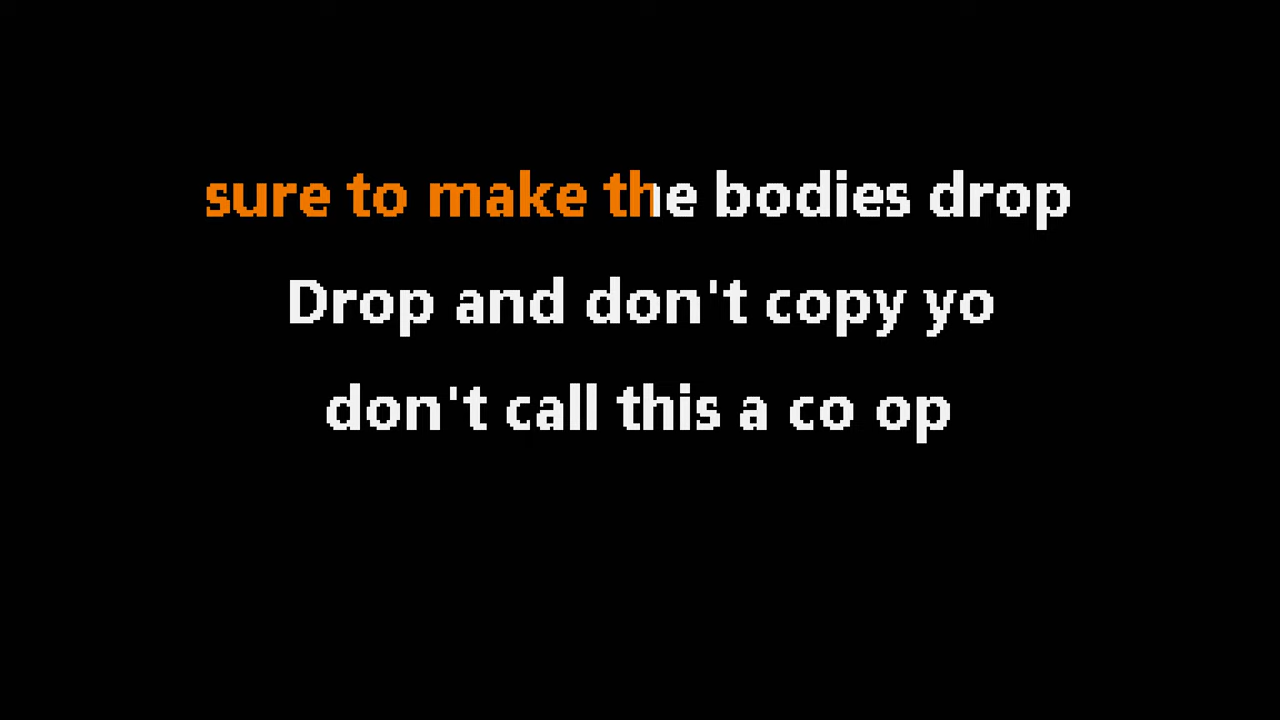 sure to make the bodies drop
Drop and don't copy yo
don't call this a co op